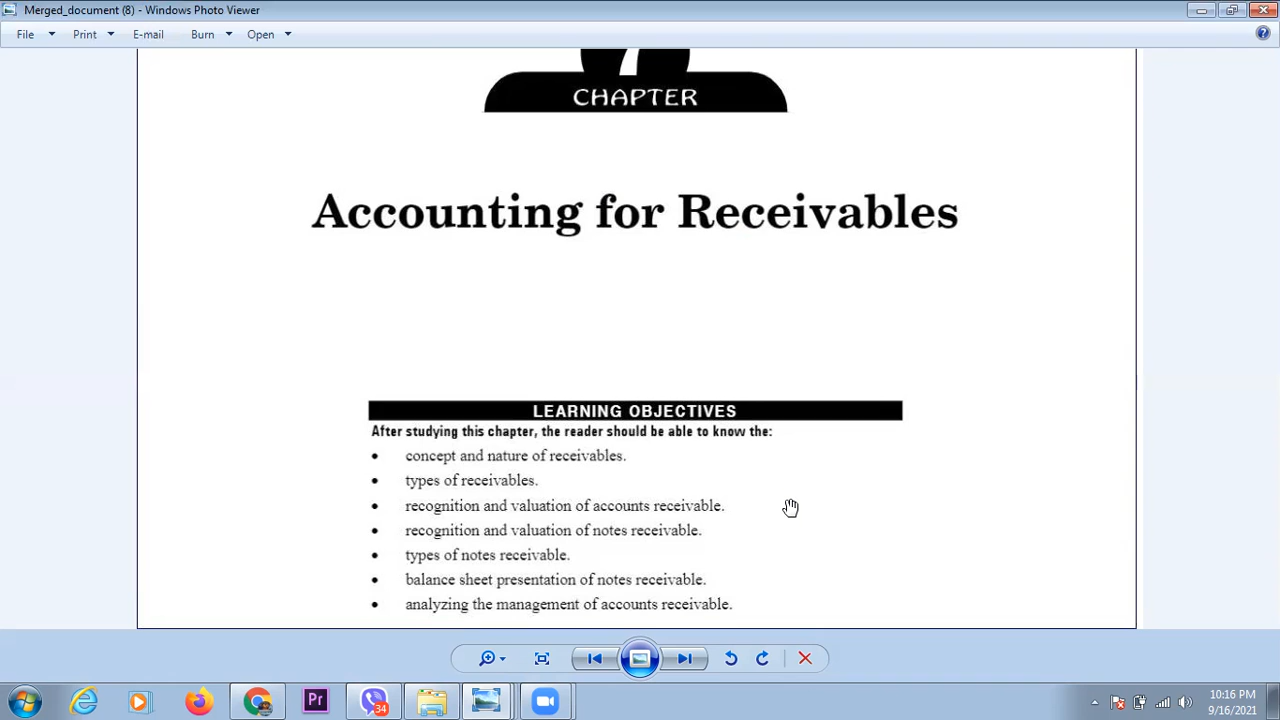 Merged_document (8) - Windows Photo Viewer
File Print E-mail Burn Open
7
CHAPTER
Accounting for Receivables
LEARNING OBJECTIVES
After studying this chapter, the reader should be able to know the:
• concept and nature of receivables.
• types of receivables.
• recognition and valuation of accounts receivable.
• recognition and valuation of notes receivable.
• types of notes receivable.
• balance sheet presentation of notes receivable.
• analyzing the management of accounts receivable.
Pr
34
10:16 PM
9/16/2021